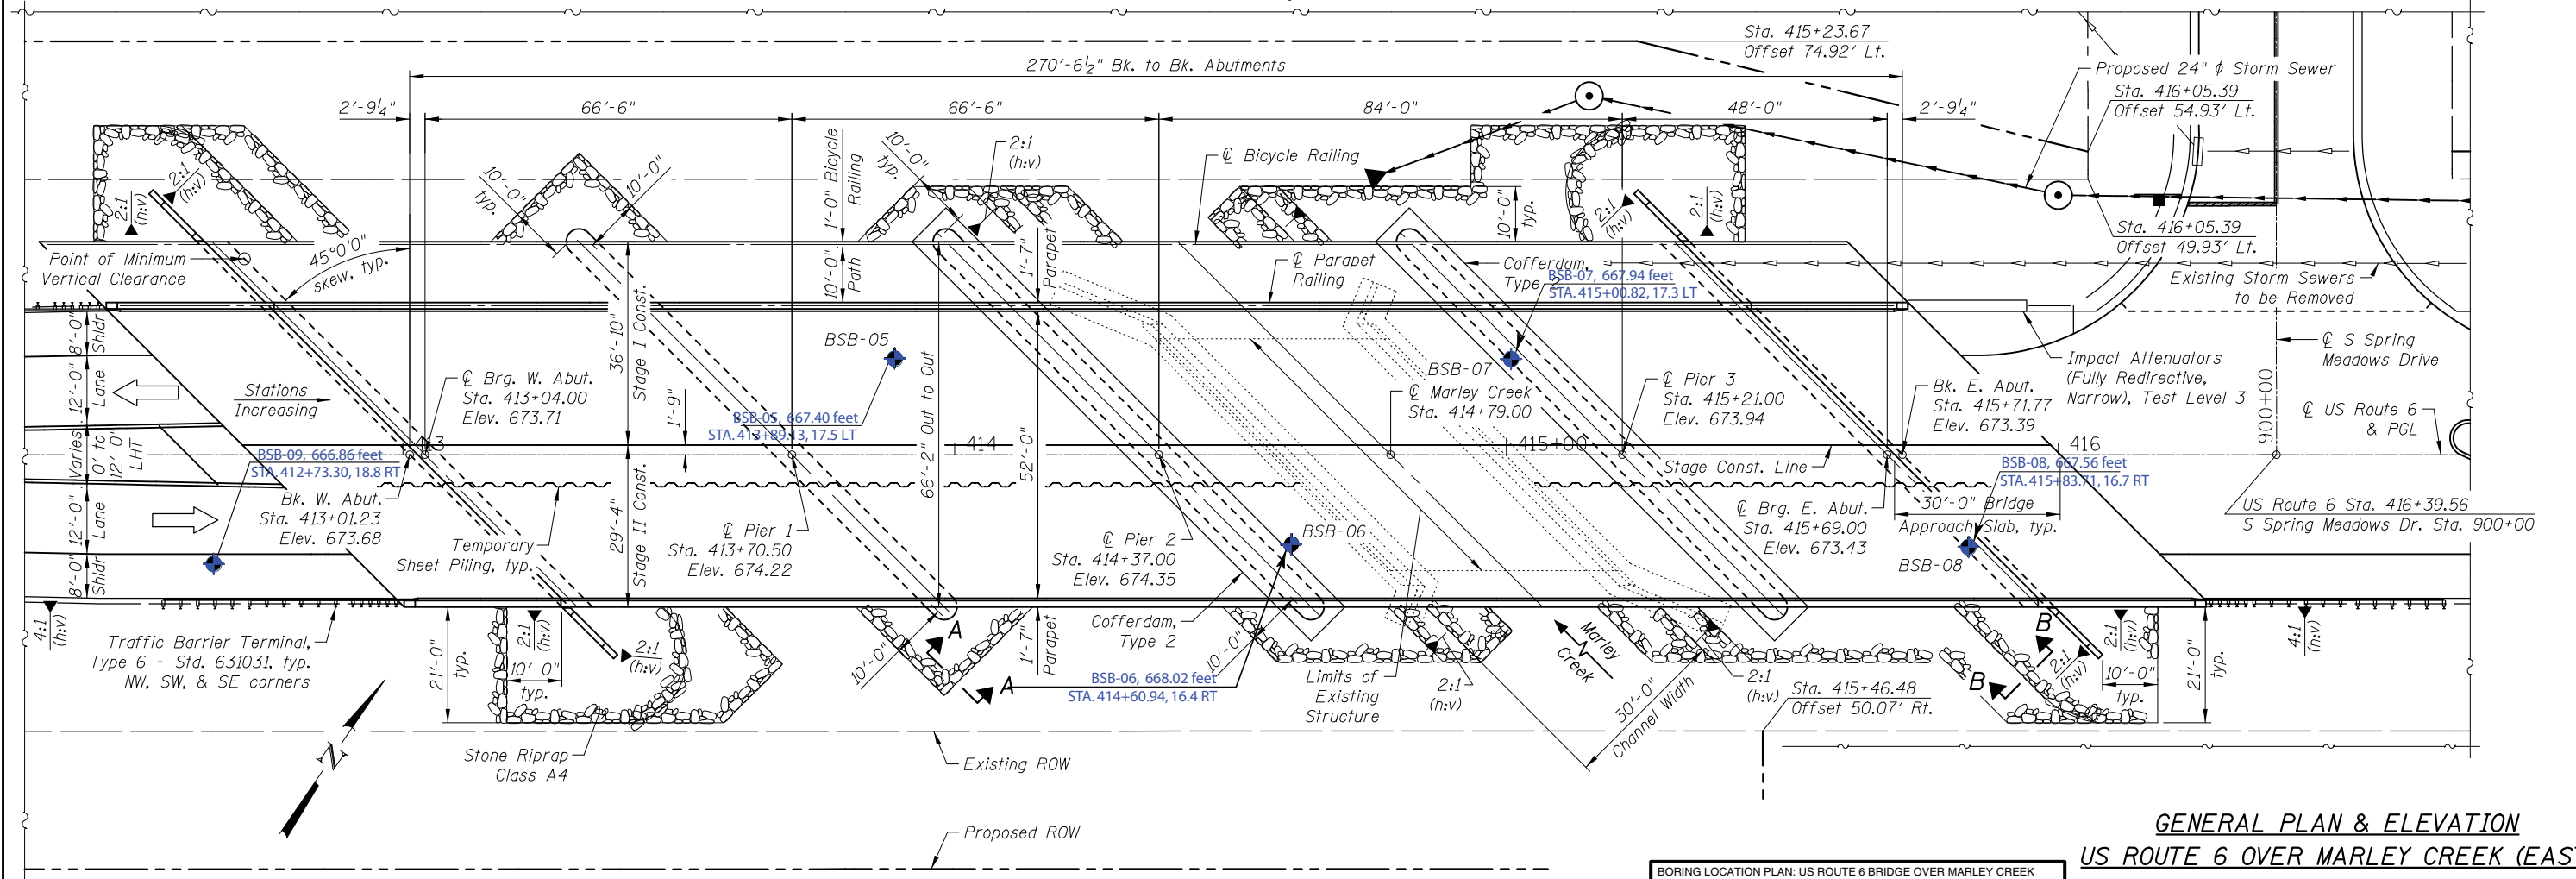 Sta. 415+23.67
Offset 74.92' Lt.
270'-6½" Bk. to Bk. Abutments
Proposed 24" ϕ Storm Sewer
Sta. 416+05.39
Offset 54.93' Lt.
2'-9¼"
66'-6"
66'-6"
84'-0"
48'-0"
2'-9¼"
1'-0" Bicycle
Railing
10'-0"
typ.
2:1
(h:v)
℄ Bicycle Railing
2:1
(h:v)
2:1
(h:v)
10'-0"
typ.
10'-0"
10'-0"
typ.
2:1
(h:v)
2:1
(h:v)
Sta. 416+05.39
Offset 49.93' Lt.
Point of Minimum
Vertical Clearance
45°0'0"
skew, typ.
10'-0"
Path
1'-7"
Parapet
℄ Parapet
Railing
Cofferdam,
Type 2
BSB-07, 667.94 feet
STA. 415+00.82, 17.3 LT
Existing Storm Sewers
to be Removed
8'-0"
Shldr
12'-0"
Lane
36'-10"
Stage I Const.
BSB-05
BSB-07
℄ S Spring
Meadows Drive
Impact Attenuators
(Fully Redirective,
Narrow), Test Level 3
Stations
Increasing
℄ Brg. W. Abut.
Sta. 413+04.00
Elev. 673.71
1'-9"
℄ Marley Creek
Sta. 414+79.00
℄ Pier 3
Sta. 415+21.00
Elev. 673.94
Bk. E. Abut.
Sta. 415+71.77
Elev. 673.39
900+00
℄ US Route 6
& PGL
BSB-05, 667.40 feet
STA. 413+89.13, 17.5 LT
Varies
0' to
12'-0"
LHT
13
414
415+00
416
BSB-09, 666.86 feet
STA. 412+73.30, 18.8 RT
66'-2" Out to Out
52'-0"
Stage Const. Line
BSB-08, 667.56 feet
STA. 415+83.71, 16.7 RT
Bk. W. Abut.
Sta. 413+01.23
Elev. 673.68
12'-0"
Lane
29'-4"
Stage II Const.
℄ Pier 1
Sta. 413+70.50
Elev. 674.22
℄ Pier 2
Sta. 414+37.00
Elev. 674.35
BSB-06
℄ Brg. E. Abut.
Sta. 415+69.00
Elev. 673.43
30'-0" Bridge
Approach Slab, typ.
US Route 6 Sta. 416+39.56
S Spring Meadows Dr. Sta. 900+00
Temporary
Sheet Piling, typ.
BSB-08
8'-0"
Shldr
4:1
(h:v)
Traffic Barrier Terminal,
Type 6 - Std. 631031, typ.
NW, SW, & SE corners
21'-0"
typ.
2:1
(h:v)
10'-0"
typ.
2:1
(h:v)
10'-0"
A
A
1'-7"
Parapet
Cofferdam,
Type 2
10'-0"
BSB-06, 668.02 feet
STA. 414+60.94, 16.4 RT
Limits of
Existing
Structure
2:1
(h:v)
Marley
Creek
30'-0"
Channel Width
2:1
(h:v)
Sta. 415+46.48
Offset 50.07' Rt.
B
B
2:1
(h:v)
2:1
(h:v)
10'-0"
typ.
21'-0"
typ.
4:1
(h:v)
N
Stone Riprap
Class A4
Existing ROW
Proposed ROW
GENERAL PLAN & ELEVATION
US ROUTE 6 OVER MARLEY CREEK (EAST
BORING LOCATION PLAN: US ROUTE 6 BRIDGE OVER MARLEY CREEK